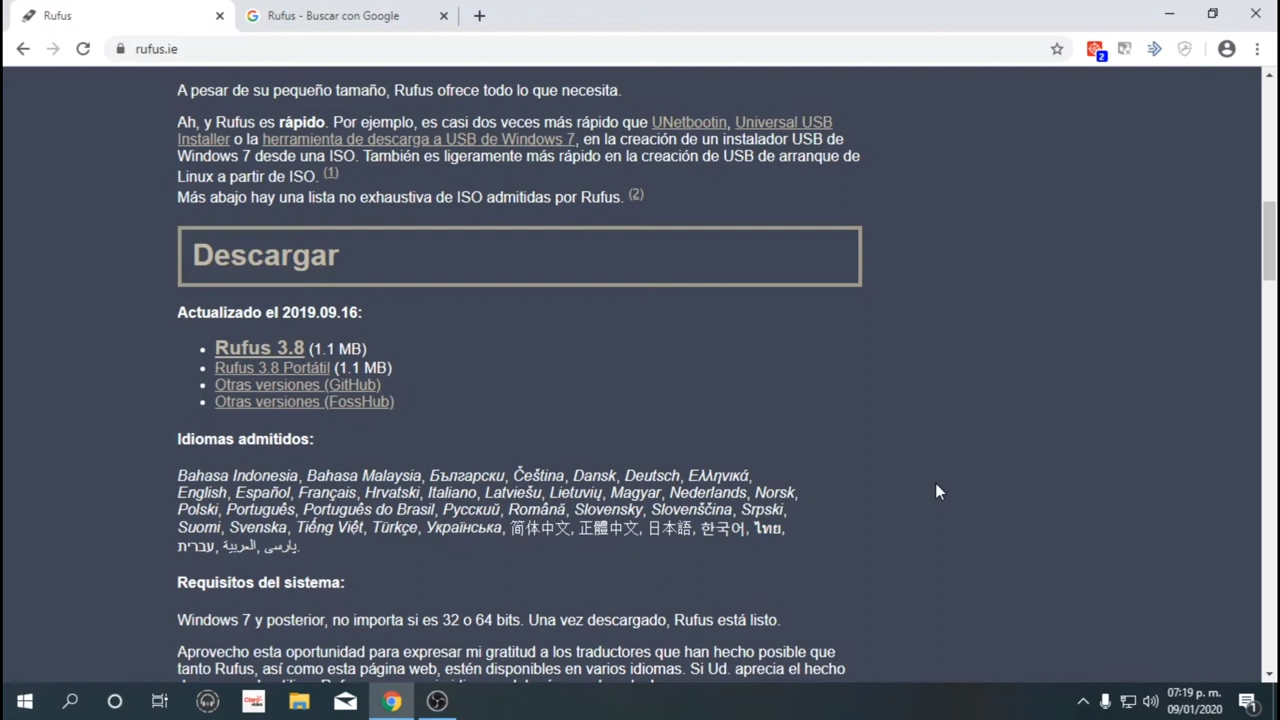 Rufus
Rufus - Buscar con Google
rufus.ie
2
A pesar de su pequeño tamaño, Rufus ofrece todo lo que necesita.
Ah, y Rufus es rápido. Por ejemplo, es casi dos veces más rápido que UNetbootin, Universal USB
Installer o la herramienta de descarga a USB de Windows 7, en la creación de un instalador USB de
Windows 7 desde una ISO. También es ligeramente más rápido en la creación de USB de arranque de
Linux a partir de ISO. (1)
Más abajo hay una lista no exhaustiva de ISO admitidas por Rufus. (2)
Descargar
Actualizado el 2019.09.16:
• Rufus 3.8 (1.1 MB)
• Rufus 3.8 Portátil (1.1 MB)
• Otras versiones (GitHub)
• Otras versiones (FossHub)
Idiomas admitidos:
Bahasa Indonesia, Bahasa Malaysia, Български, Čeština, Dansk, Deutsch, Ελληνικά,
English, Español, Français, Hrvatski, Italiano, Latviešu, Lietuvių, Magyar, Nederlands, Norsk,
Polski, Português, Português do Brasil, Русский, Română, Slovensky, Slovenščina, Srpski,
Suomi, Svenska, Tiếng Việt, Türkçe, Українська, 简体中文, 正體中文, 日本語, 한국어, ไทย,
עברית, العربية, پارسی.
Requisitos del sistema:
Windows 7 y posterior, no importa si es 32 o 64 bits. Una vez descargado, Rufus está listo.
Aprovecho esta oportunidad para expresar mi gratitud a los traductores que han hecho posible que
tanto Rufus, así como esta página web, estén disponibles en varios idiomas. Si Ud. aprecia el hecho
Claro
video
07:19 p. m.
09/01/2020
1